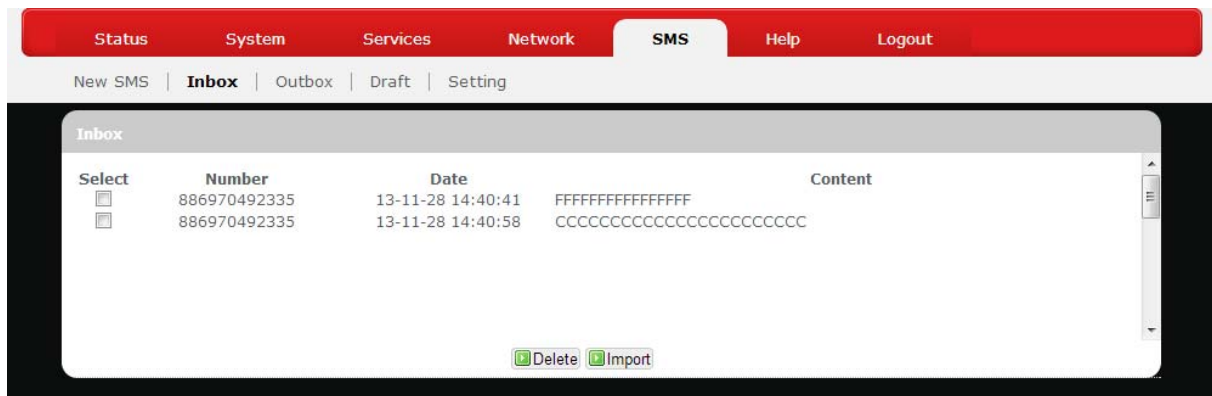 Status System Services Network SMS Help Logout
New SMS | Inbox | Outbox | Draft | Setting
Inbox
Select Number Date Content
886970492335 13-11-28 14:40:41 FFFFFFFFFFFFFFFF
886970492335 13-11-28 14:40:58 CCCCCCCCCCCCCCCCCCCCCCCC
Delete Import